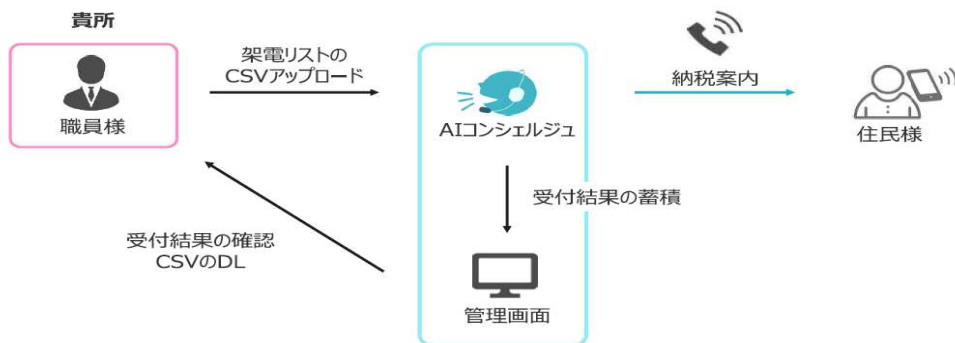 貴所
職員様
架電リストの
CSVアップロード
AIコンシェルジュ
納税案内
住民様
受付結果の蓄積
受付結果の確認
CSVのDL
管理画面